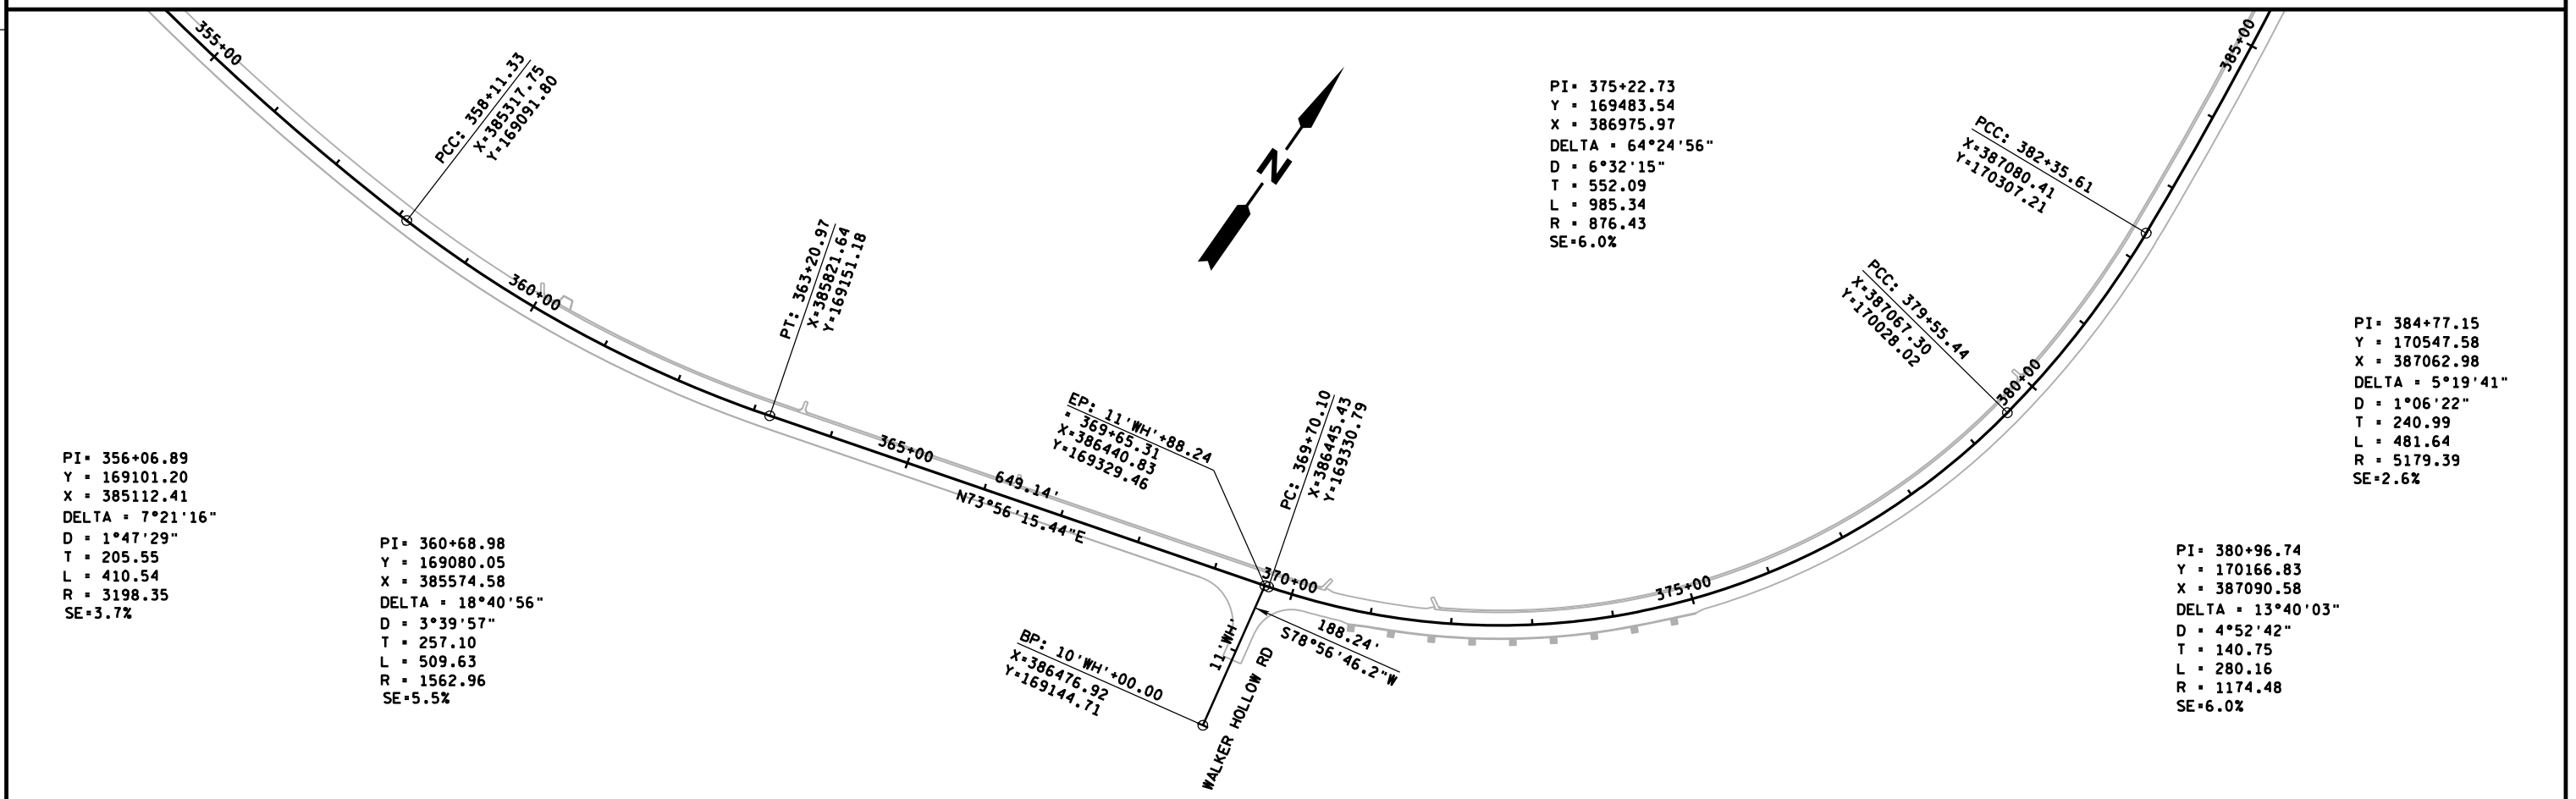 355+00
PCC: 358+11.33
X=385317.75
Y=169091.80
360+00
PT: 363+20.97
X=385821.64
Y=169151.18
365+00
649.14'
N73°56'15.44"E
EP: 11'WH'+88.24
= 369+65.31
X=386440.83
Y=169329.46
PC: 369+70.10
X=386445.43
Y=169330.79
370+00
N
11'WH'
188.24'
S78°56'46.2"W
BP: 10'WH'+00.00
X=386476.92
Y=169144.71
WALKER HOLLOW RD
375+00
PCC: 379+55.44
X=387067.30
Y=170028.02
380+00
PCC: 382+35.61
X=387080.41
Y=170307.21
385+00
PI= 356+06.89
Y = 169101.20
X = 385112.41
DELTA = 7°21'16"
D = 1°47'29"
T = 205.55
L = 410.54
R = 3198.35
SE=3.7%
PI= 360+68.98
Y = 169080.05
X = 385574.58
DELTA = 18°40'56"
D = 3°39'57"
T = 257.10
L = 509.63
R = 1562.96
SE=5.5%
PI= 375+22.73
Y = 169483.54
X = 386975.97
DELTA = 64°24'56"
D = 6°32'15"
T = 552.09
L = 985.34
R = 876.43
SE=6.0%
PI= 380+96.74
Y = 170166.83
X = 387090.58
DELTA = 13°40'03"
D = 4°52'42"
T = 140.75
L = 280.16
R = 1174.48
SE=6.0%
PI= 384+77.15
Y = 170547.58
X = 387062.98
DELTA = 5°19'41"
D = 1°06'22"
T = 240.99
L = 481.64
R = 5179.39
SE=2.6%